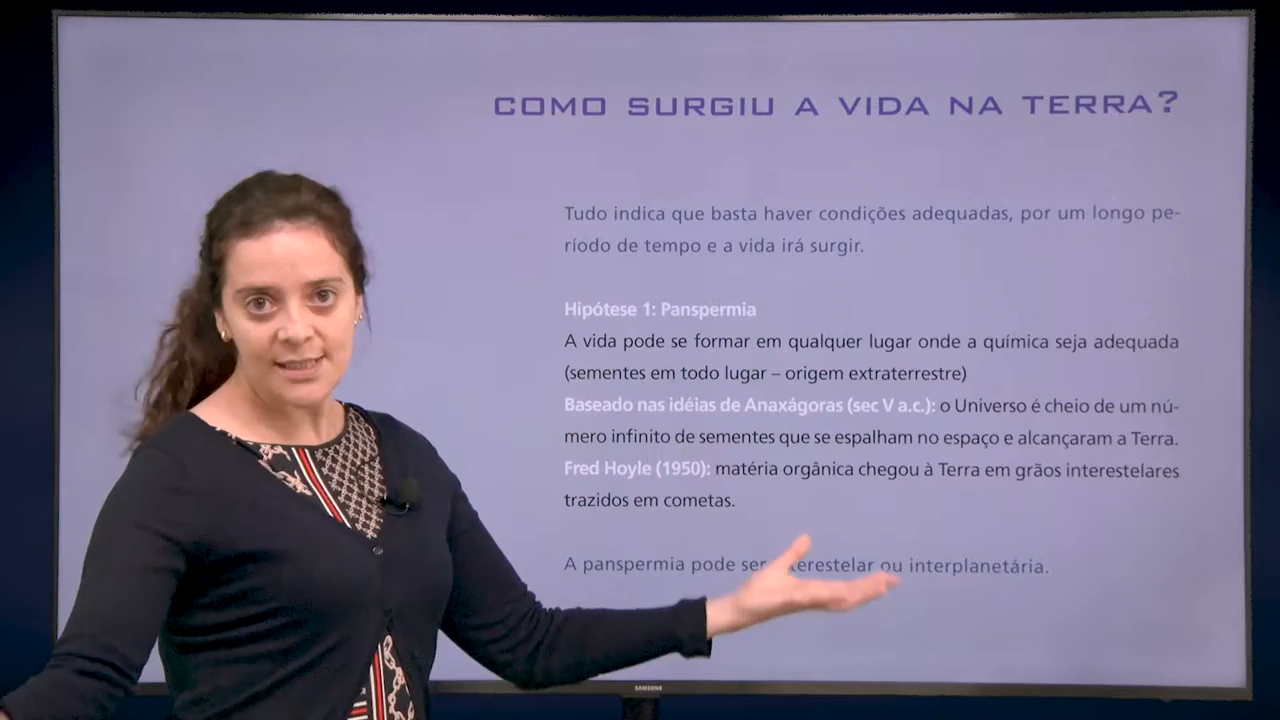 COMO SURGIU A VIDA NA TERRA?
Tudo indica que basta haver condições adequadas, por um longo pe-
ríodo de tempo e a vida irá surgir.
Hipótese 1: Panspermia
A vida pode se formar em qualquer lugar onde a química seja adequada
(sementes em todo lugar – origem extraterrestre)
Baseado nas idéias de Anaxágoras (sec V a.c.): o Universo é cheio de um nú-
mero infinito de sementes que se espalham no espaço e alcançaram a Terra.
Fred Hoyle (1950): matéria orgânica chegou à Terra em grãos interestelares
trazidos em cometas.
A panspermia pode ser ou interplanetária.
SAMSUNG